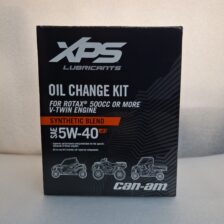 XPS
LUBRICANTS
OIL CHANGE KIT
FOR ROTAX® 500CC OR MORE
V-TWIN ENGINE
SYNTHETIC BLEND
SAE 5W-40
can-am